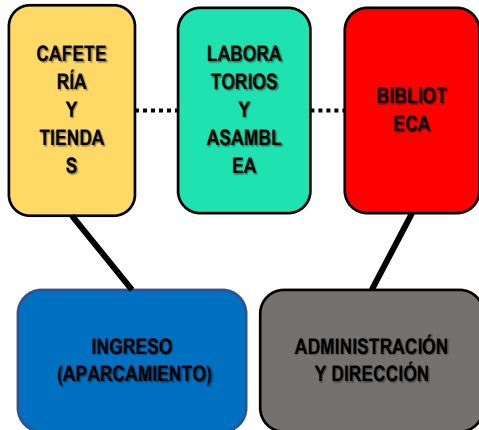 CAFETE
RÍA
Y
TIENDA
S
LABORA
TORIOS
Y
ASAMBL
EA
BIBLIOT
ECA
INGRESO
(APARCAMIENTO)
ADMINISTRACIÓN
Y DIRECCIÓN